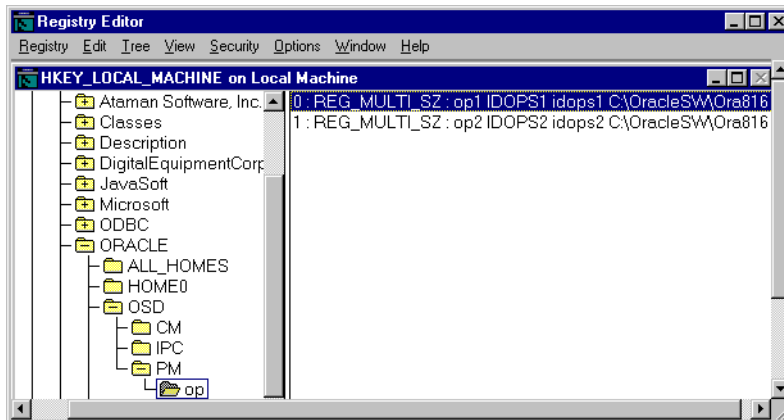 Registry Editor
Registry Edit Tree View Security Options Window Help
HKEY_LOCAL_MACHINE on Local Machine
Ataman Software, Inc.
Classes
Description
DigitalEquipmentCorp
JavaSoft
Microsoft
ODBC
ORACLE
ALL_HOMES
HOME0
OSD
CM
IPC
PM
op
0 : REG_MULTI_SZ : op1 IDOPS1 idops1 C:\OracleSW\Ora816
1 : REG_MULTI_SZ : op2 IDOPS2 idops2 C:\OracleSW\Ora816